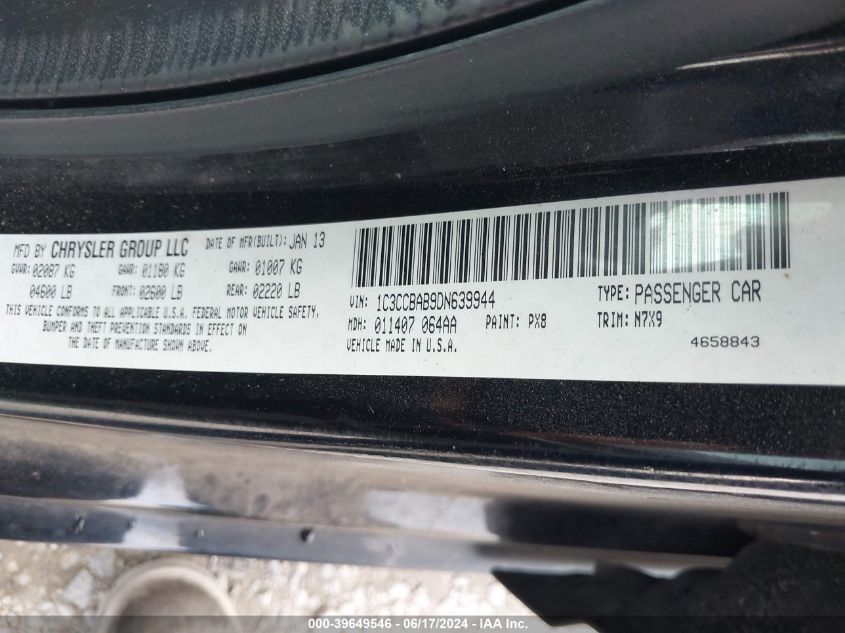 MFD BY CHRYSLER GROUP LLC DATE OF MFR(BUILT): JAN 13
GVWR: 02087 KG GAWR: 01180 KG GAWR: 01007 KG
04600 LB FRONT: 02600 LB REAR: 02220 LB
THIS VEHICLE CONFORMS TO ALL APPLICABLE U.S.A. FEDERAL MOTOR VEHICLE SAFETY,
BUMPER AND THEFT PREVENTION STANDARDS IN EFFECT ON
THE DATE OF MANUFACTURE SHOWN ABOVE.
VIN: 1C3CCBAB9DN639944 TYPE: PASSENGER CAR
MDH: 011407 064AA PAINT: PX8 TRIM: N7X9
VEHICLE MADE IN U.S.A. 4658843
000-39649546 - 06/17/2024 - IAA Inc.